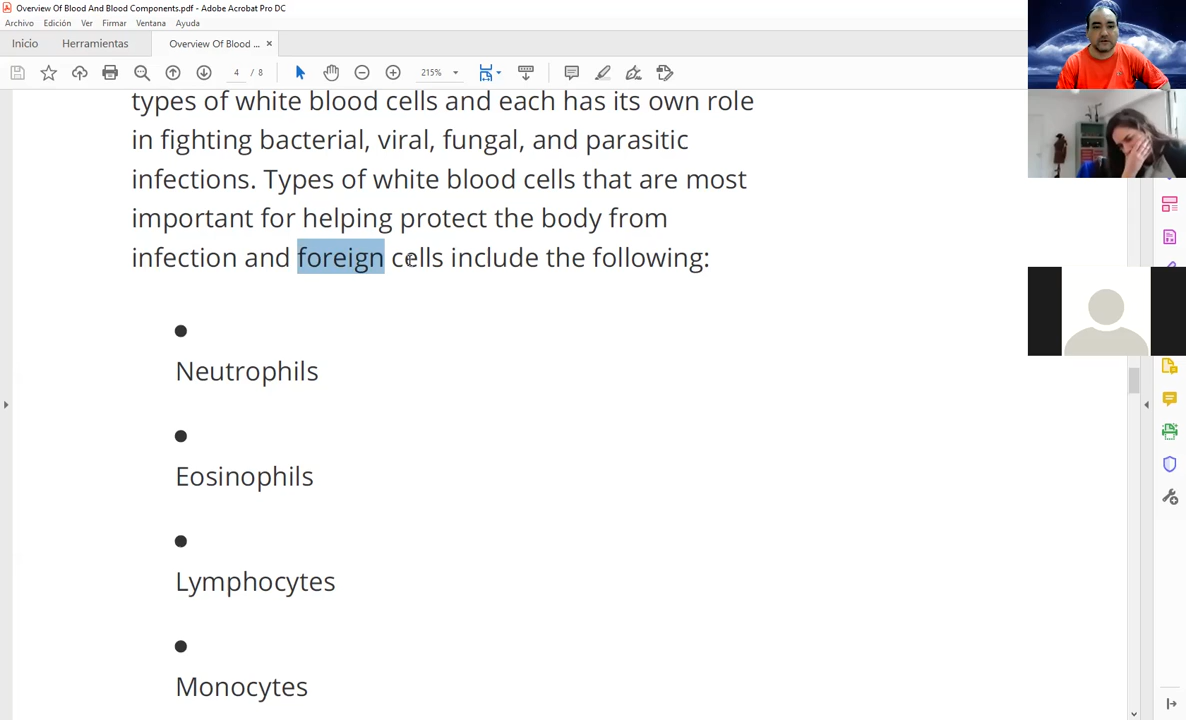 Overview Of Blood And Blood Components.pdf - Adobe Acrobat Pro DC
Archivo Edición Ver Firmar Ventana Ayuda
Inicio Herramientas Overview Of Blood ... ×
4 / 8 215%
types of white blood cells and each has its own role
in fighting bacterial, viral, fungal, and parasitic
infections. Types of white blood cells that are most
important for helping protect the body from
infection and foreign cells include the following:
Neutrophils
Eosinophils
Lymphocytes
Monocytes